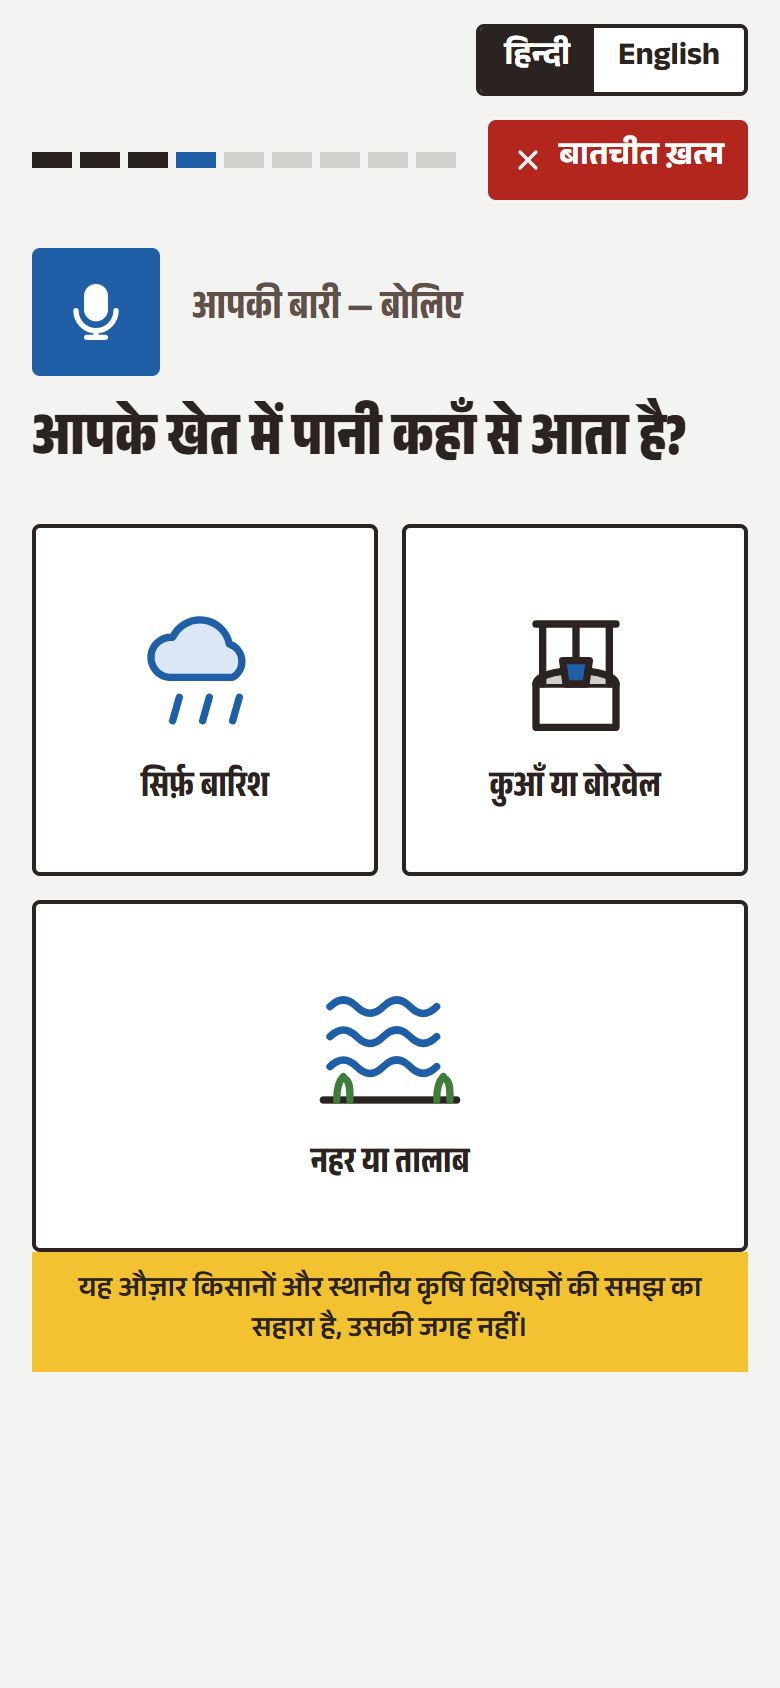 हिन्दी English
बातचीत ख़त्म
आपकी बारी – बोलिए
आपके खेत में पानी कहाँ से आता है?
सिर्फ़ बारिश
कुआँ या बोरवेल
नहर या तालाब
यह औज़ार किसानों और स्थानीय कृषि विशेषज्ञों की समझ का
सहारा है, उसकी जगह नहीं।